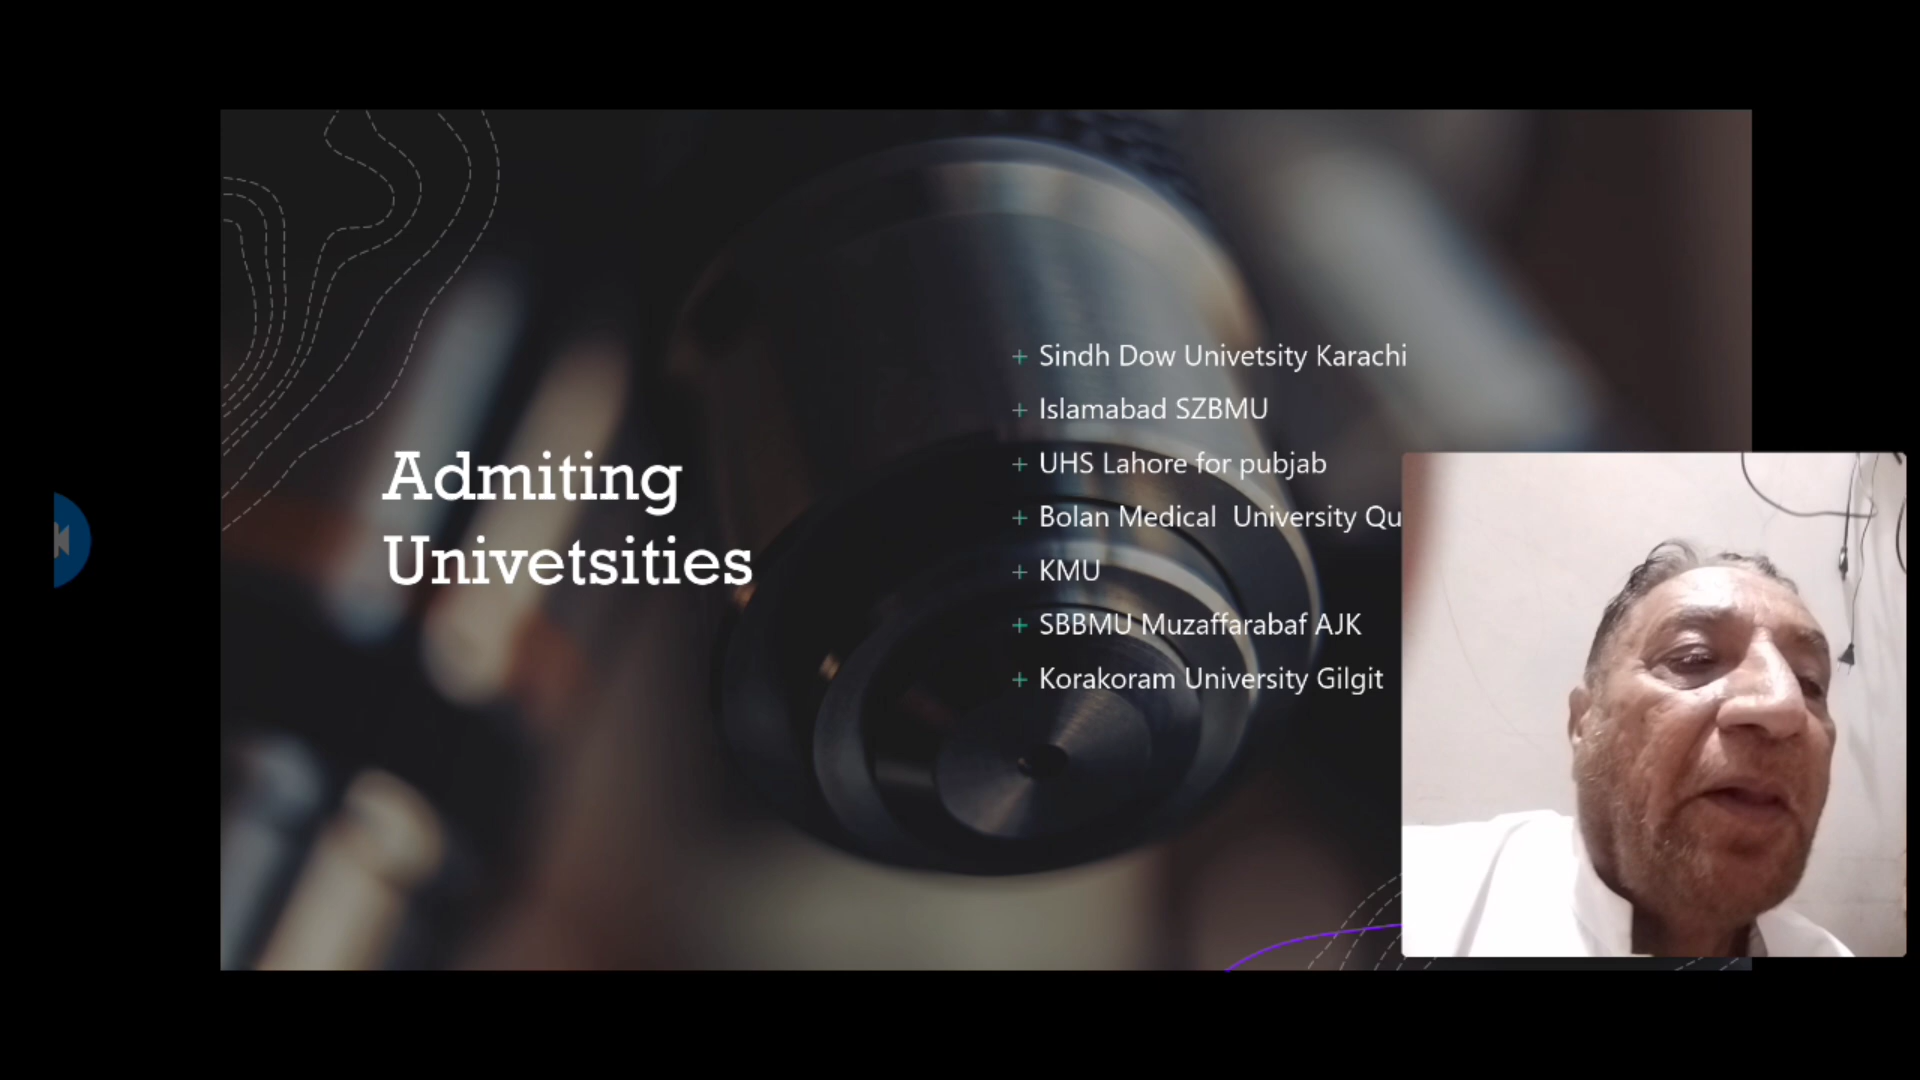 Admiting
Univetsities
Sindh Dow Univetsity Karachi
Islamabad SZBMU
UHS Lahore for pubjab
Bolan Medical University Qu
KMU
SBBMU Muzaffarabaf AJK
Korakoram University Gilgit